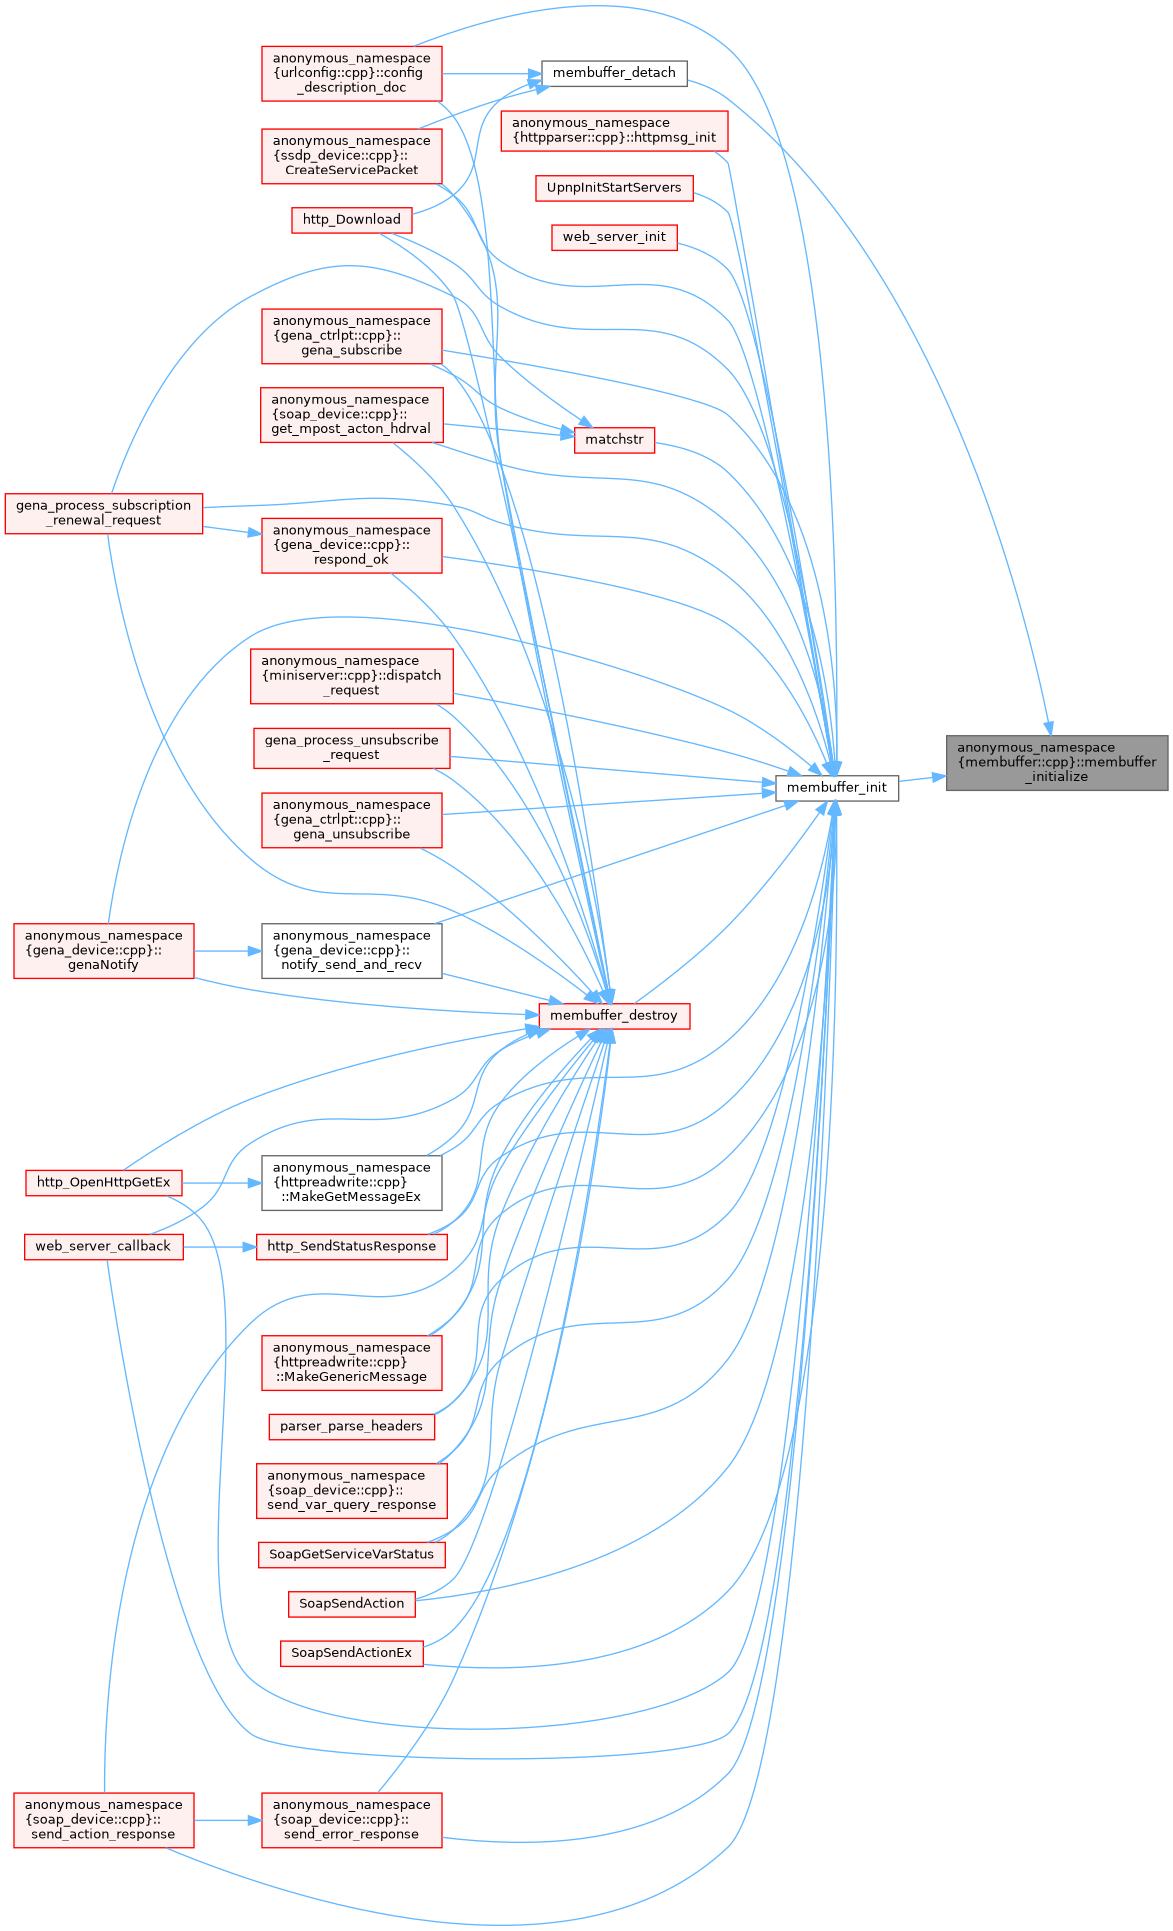 anonymous_namespace
{urlconfig::cpp}::config
_description_doc
membuffer_detach
anonymous_namespace
{httpparser::cpp}::httpmsg_init
anonymous_namespace
{ssdp_device::cpp}::
CreateServicePacket
UpnpInitStartServers
http_Download
web_server_init
anonymous_namespace
{gena_ctrlpt::cpp}::
gena_subscribe
anonymous_namespace
{soap_device::cpp}::
get_mpost_acton_hdrval
matchstr
gena_process_subscription
_renewal_request
anonymous_namespace
{gena_device::cpp}::
respond_ok
anonymous_namespace
{miniserver::cpp}::dispatch
_request
gena_process_unsubscribe
_request
anonymous_namespace
{membuffer::cpp}::membuffer
_initialize
membuffer_init
anonymous_namespace
{gena_ctrlpt::cpp}::
gena_unsubscribe
anonymous_namespace
{gena_device::cpp}::
genaNotify
anonymous_namespace
{gena_device::cpp}::
notify_send_and_recv
membuffer_destroy
http_OpenHttpGetEx
anonymous_namespace
{httpreadwrite::cpp}
::MakeGetMessageEx
web_server_callback
http_SendStatusResponse
anonymous_namespace
{httpreadwrite::cpp}
::MakeGenericMessage
parser_parse_headers
anonymous_namespace
{soap_device::cpp}::
send_var_query_response
SoapGetServiceVarStatus
SoapSendAction
SoapSendActionEx
anonymous_namespace
{soap_device::cpp}::
send_action_response
anonymous_namespace
{soap_device::cpp}::
send_error_response